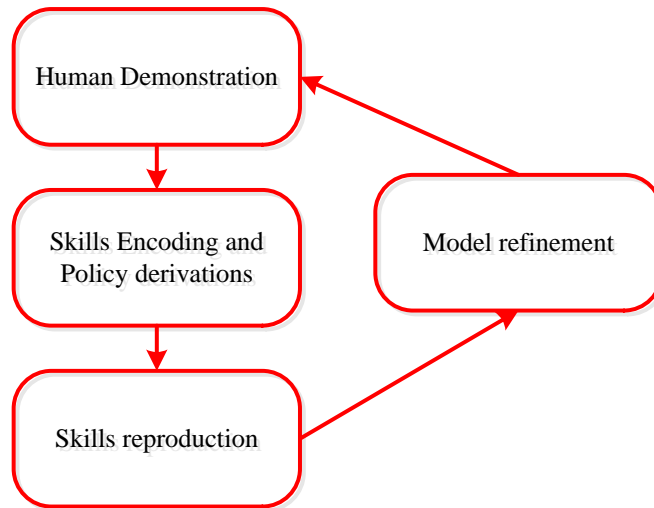 Human Demonstration
Skills Encoding and
Policy derivations
Model refinement
Skills reproduction